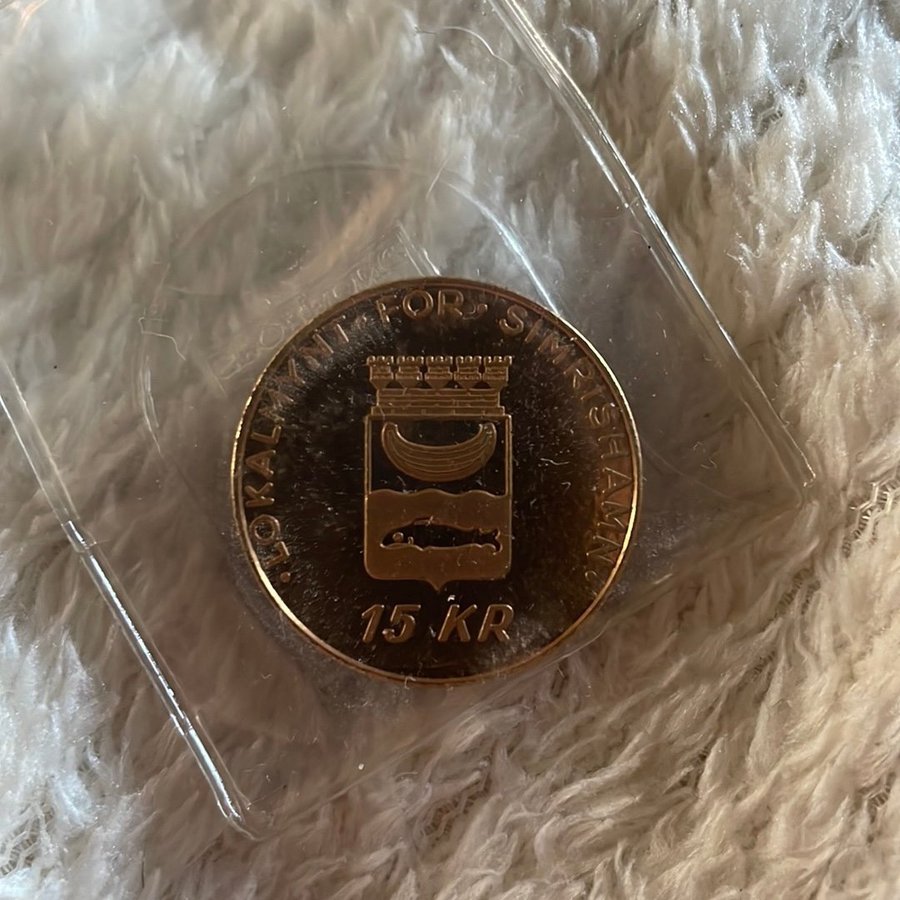 · LOKALMYNT · FÖR · SIMRISHAMN ·
15 KR